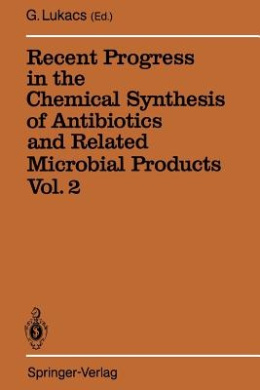 G. Lukacs (Ed.)
Recent Progress
in the
Chemical Synthesis
of Antibiotics
and Related
Microbial Products
Vol. 2
Springer-Verlag